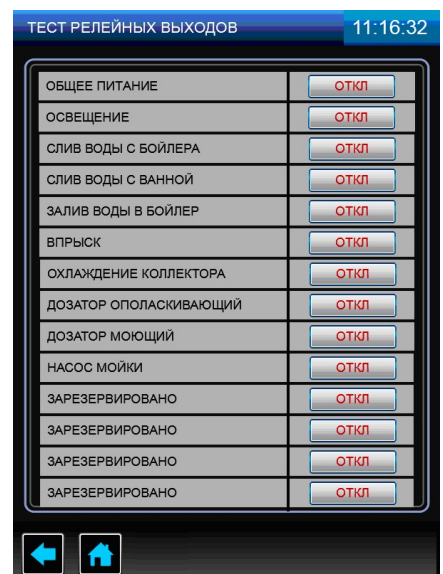 ТЕСТ РЕЛЕЙНЫХ ВЫХОДОВ 11:16:32
ОБЩЕЕ ПИТАНИЕ ОТКЛ
ОСВЕЩЕНИЕ ОТКЛ
СЛИВ ВОДЫ С БОЙЛЕРА ОТКЛ
СЛИВ ВОДЫ С ВАННОЙ ОТКЛ
ЗАЛИВ ВОДЫ В БОЙЛЕР ОТКЛ
ВПРЫСК ОТКЛ
ОХЛАЖДЕНИЕ КОЛЛЕКТОРА ОТКЛ
ДОЗАТОР ОПОЛАСКИВАЮЩИЙ ОТКЛ
ДОЗАТОР МОЮЩИЙ ОТКЛ
НАСОС МОЙКИ ОТКЛ
ЗАРЕЗЕРВИРОВАНО ОТКЛ
ЗАРЕЗЕРВИРОВАНО ОТКЛ
ЗАРЕЗЕРВИРОВАНО ОТКЛ
ЗАРЕЗЕРВИРОВАНО ОТКЛ